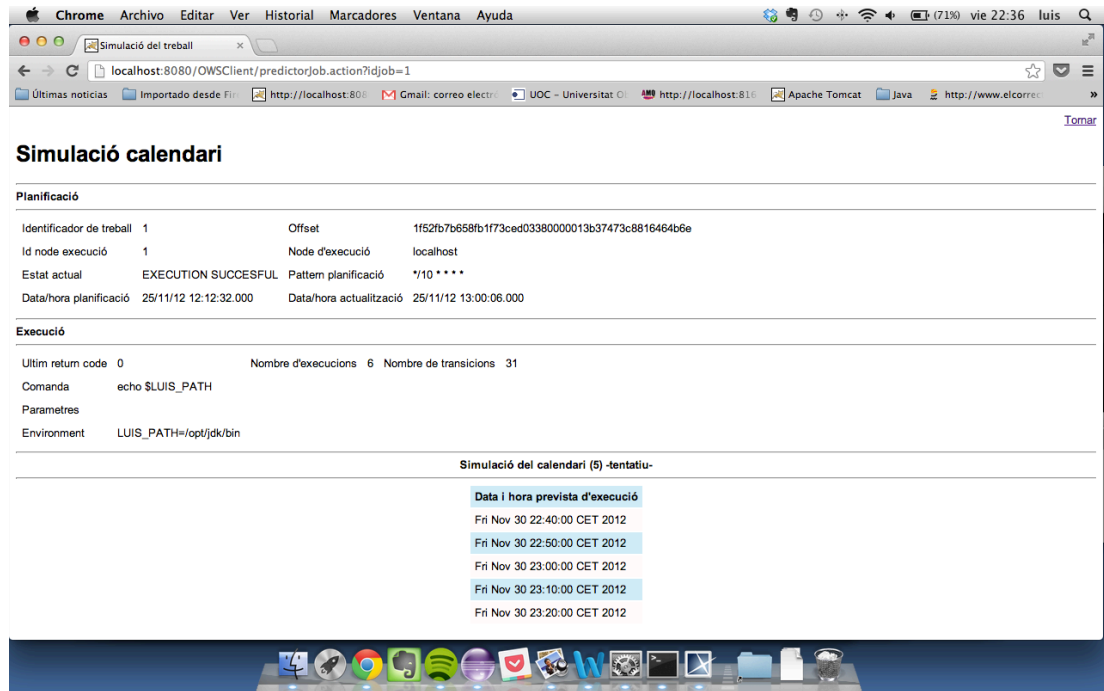 Chrome Archivo Editar Ver Historial Marcadores Ventana Ayuda (71%) vie 22:36 luis
Simulació del treball
localhost:8080/OWSClient/predictorJob.action?idjob=1
Últimas noticias Importado desde Fir http://localhost:808 Gmail: correo electró UOC – Universitat O http://localhost:816 Apache Tomcat Java http://www.elcorrec »
Tornar
Simulació calendari
Planificació
Identificador de treball 1 Offset 1f52fb7b658fb1f73ced03380000013b37473c8816464b6e
Id node execució 1 Node d'execució localhost
Estat actual EXECUTION SUCCESFUL Pattern planificació */10 * * * *
Data/hora planificació 25/11/12 12:12:32.000 Data/hora actualització 25/11/12 13:00:06.000
Execució
Ultim return code 0 Nombre d'execucions 6 Nombre de transicions 31
Comanda echo $LUIS_PATH
Parametres
Environment LUIS_PATH=/opt/jdk/bin
Simulació del calendari (5) -tentatiu-
Data i hora prevista d'execució
Fri Nov 30 22:40:00 CET 2012
Fri Nov 30 22:50:00 CET 2012
Fri Nov 30 23:00:00 CET 2012
Fri Nov 30 23:10:00 CET 2012
Fri Nov 30 23:20:00 CET 2012